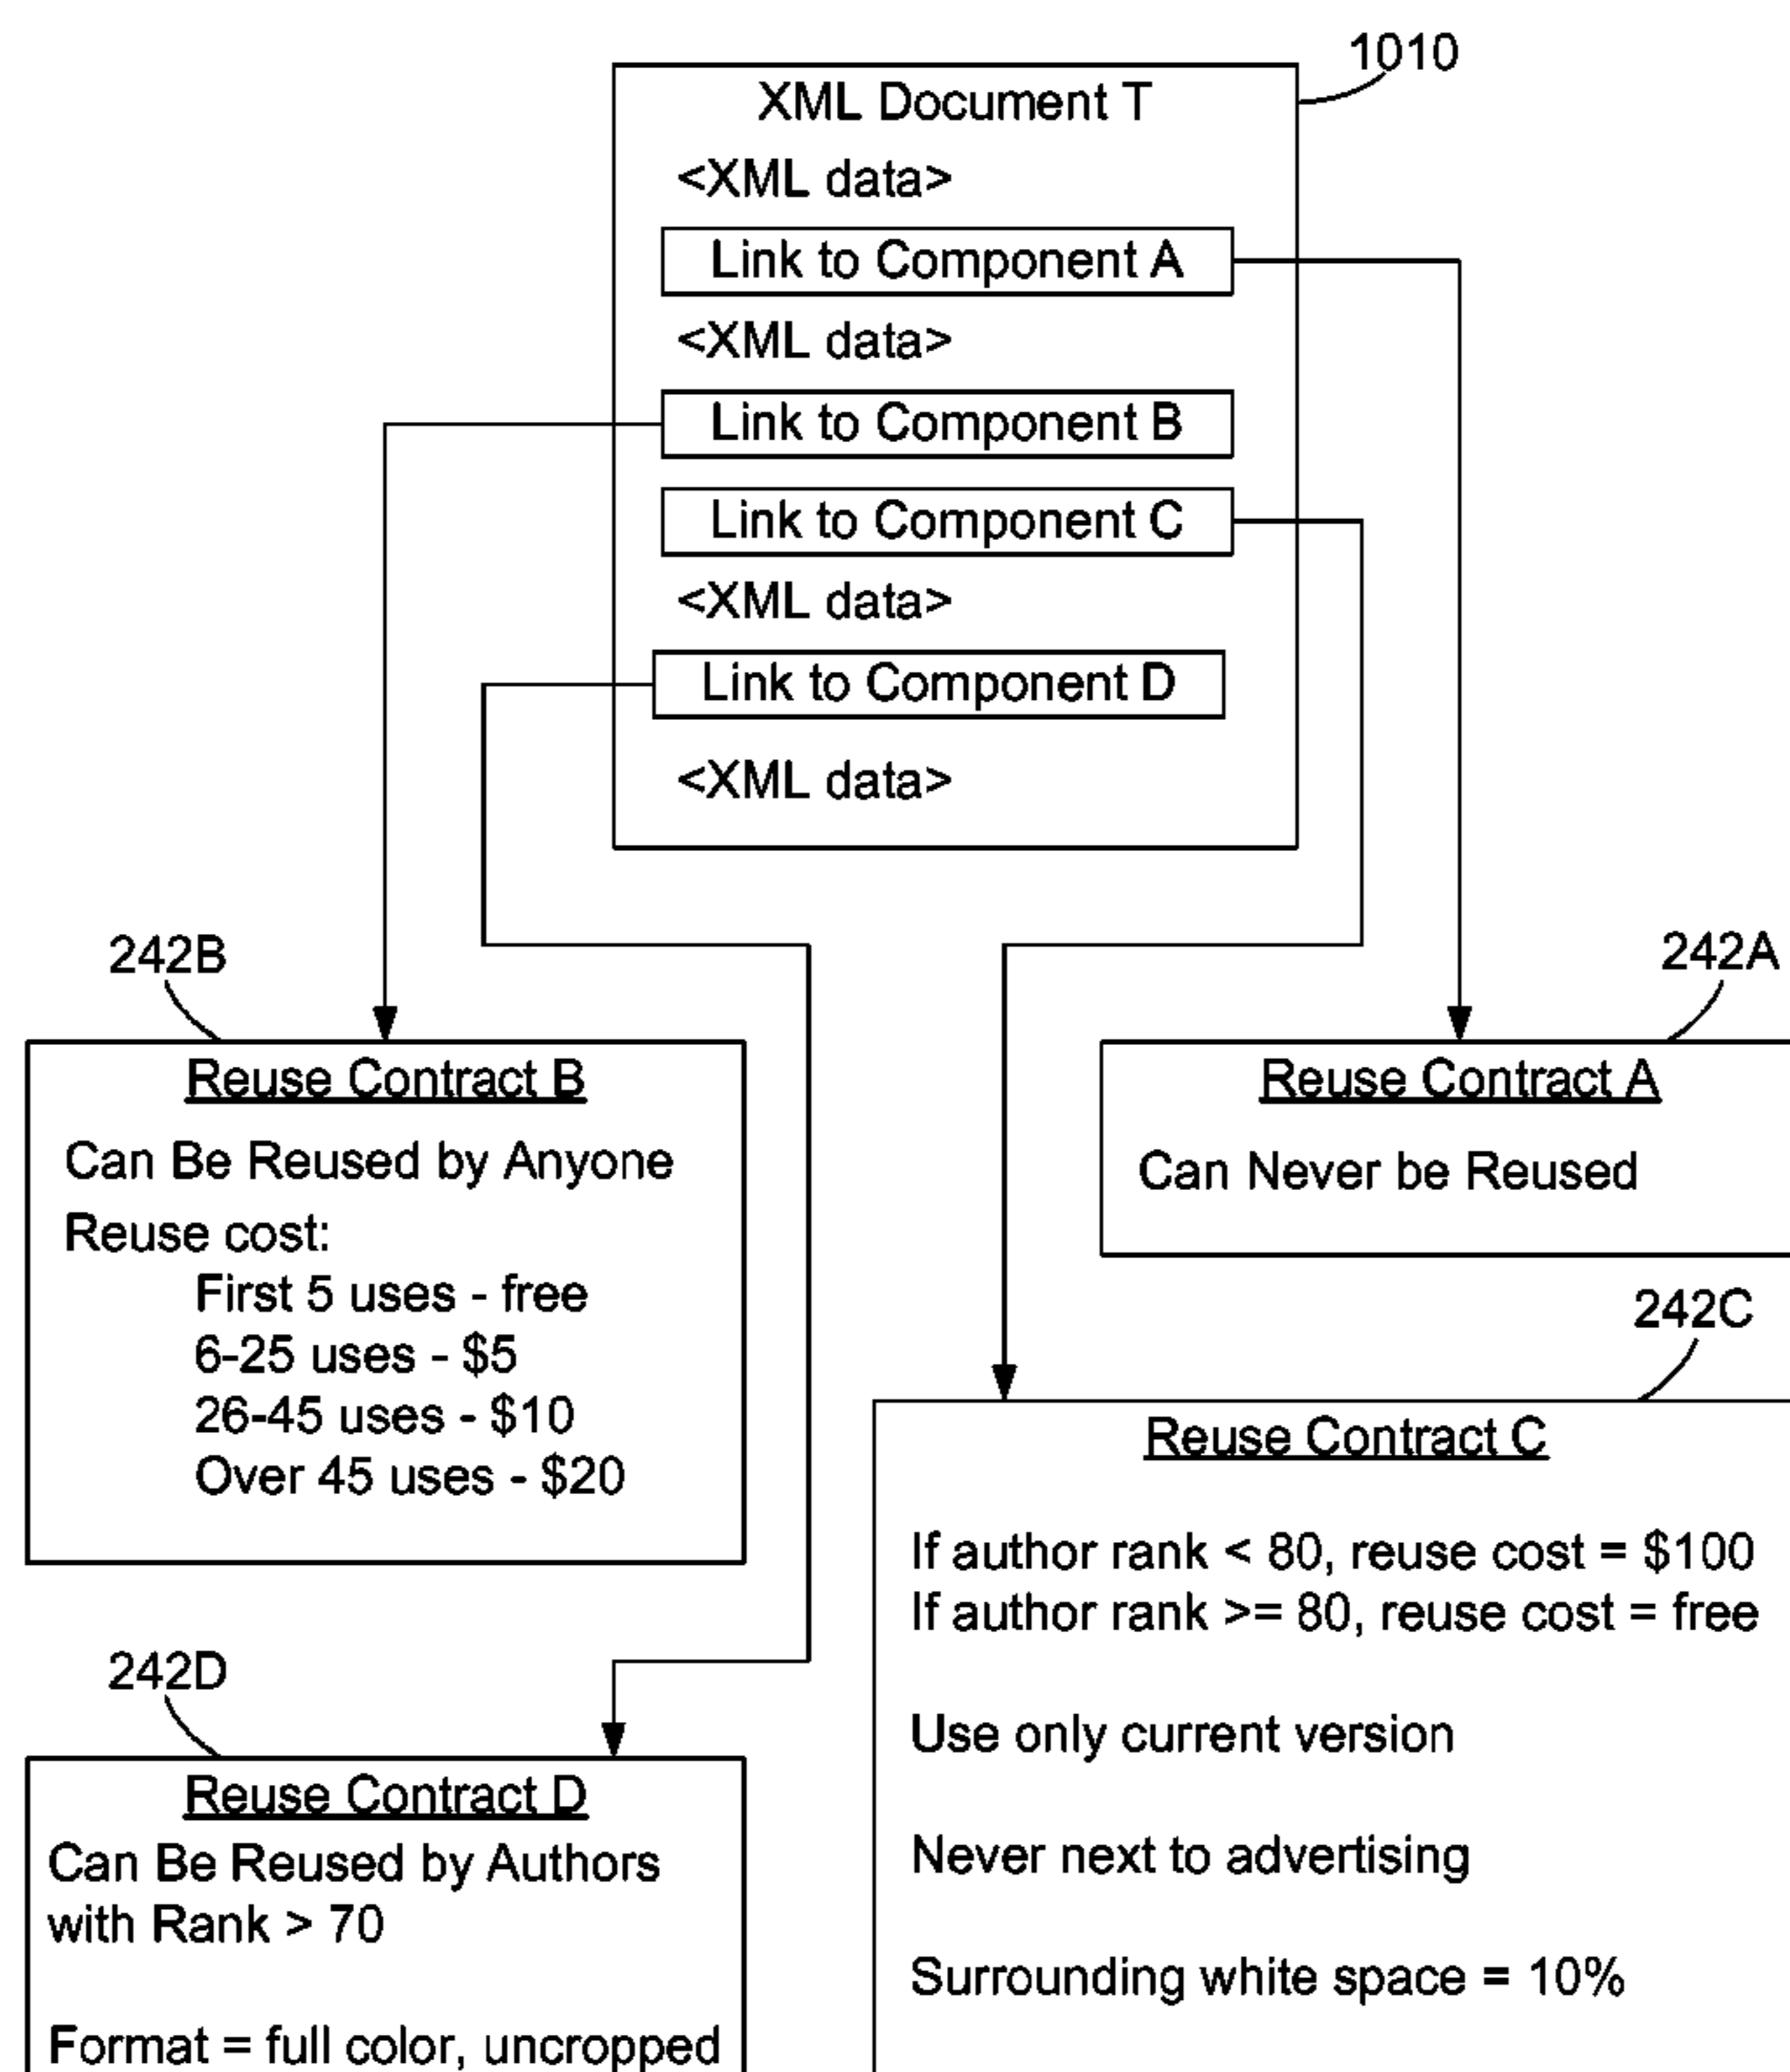 1010
XML Document T
<XML data>
Link to Component A
<XML data>
Link to Component B
Link to Component C
<XML data>
Link to Component D
<XML data>
242B
242A
Reuse Contract B
Can Be Reused by Anyone
Reuse cost:
First 5 uses - free
6-25 uses - $5
26-45 uses - $10
Over 45 uses - $20
Reuse Contract A
Can Never be Reused
242C
Reuse Contract C
If author rank < 80, reuse cost = $100
If author rank >= 80, reuse cost = free
Use only current version
Never next to advertising
Surrounding white space = 10%
242D
Reuse Contract D
Can Be Reused by Authors
with Rank > 70
Format = full color, uncropped